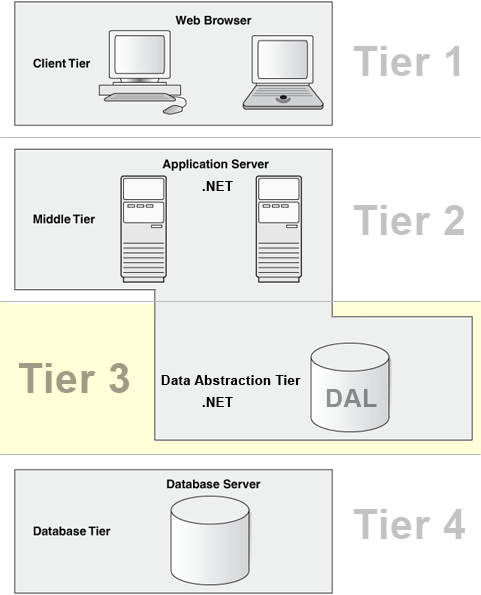 Web Browser
Client Tier
Tier 1
Application Server
.NET
Middle Tier
Tier 2
Tier 3
Data Abstraction Tier
.NET
DAL
Database Server
Database Tier
Tier 4